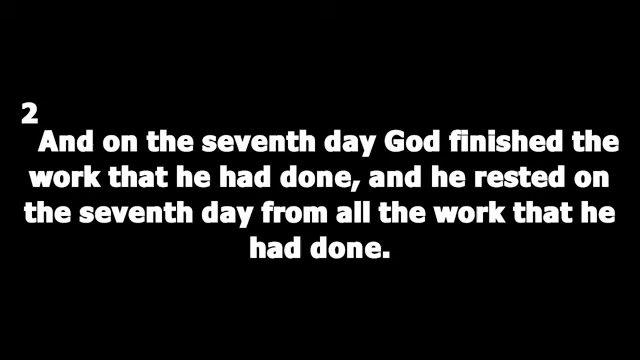 2
And on the seventh day God finished the
work that he had done, and he rested on
the seventh day from all the work that he
had done.